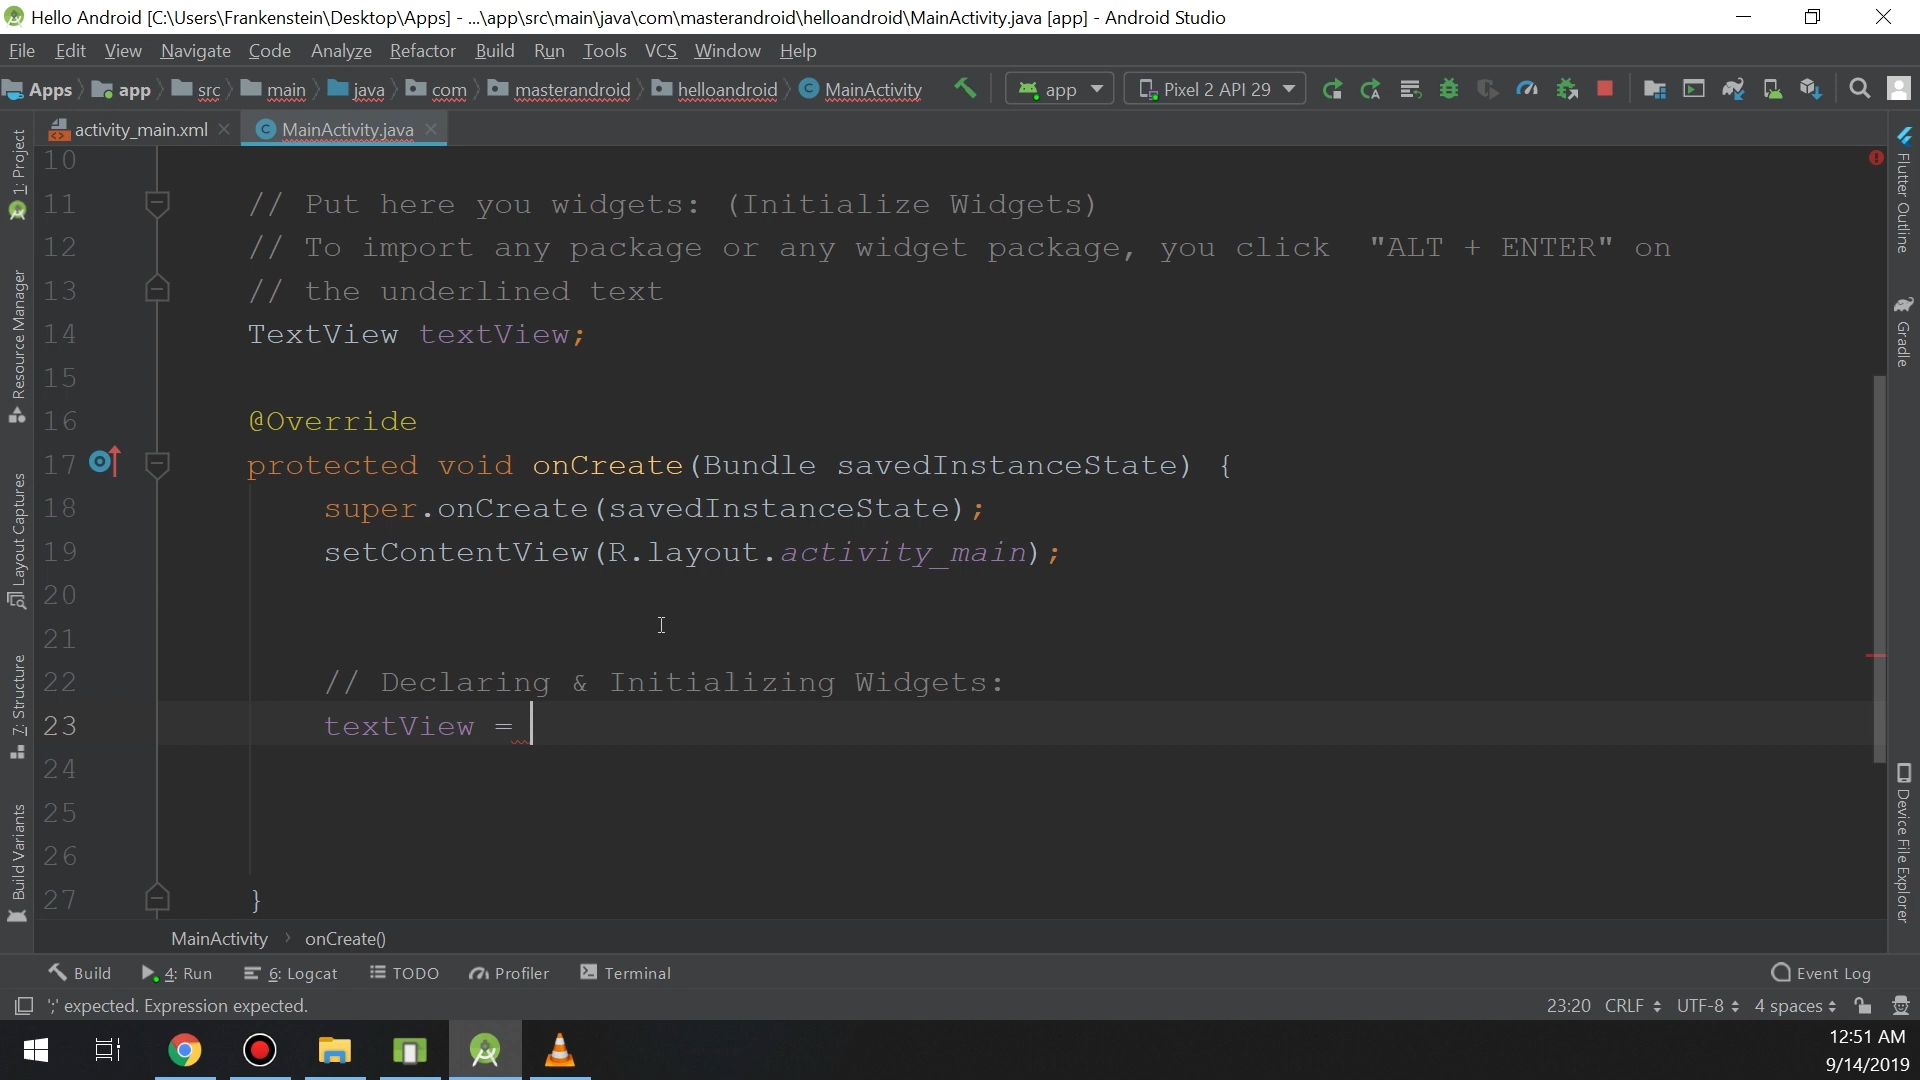 Hello Android [C:\Users\Frankenstein\Desktop\Apps] - ...\app\src\main\java\com\masterandroid\helloandroid\MainActivity.java [app] - Android Studio
File Edit View Navigate Code Analyze Refactor Build Run Tools VCS Window Help
Apps app src main java com masterandroid helloandroid MainActivity app Pixel 2 API 29
activity_main.xml MainActivity.java
1: Project
Resource Manager
Layout Captures
7: Structure
Build Variants
10
11 // Put here you widgets: (Initialize Widgets)
12 // To import any package or any widget package, you click "ALT + ENTER" on
13 // the underlined text
14 TextView textView;
15
16 @Override
17 protected void onCreate(Bundle savedInstanceState) {
18 super.onCreate(savedInstanceState);
19 setContentView(R.layout.activity_main);
20
21
22 // Declaring & Initializing Widgets:
23 textView =
24
25
26
27 }
Flutter Outline
Gradle
Device File Explorer
MainActivity onCreate()
Build 4: Run 6: Logcat TODO Profiler Terminal Event Log
';' expected. Expression expected. 23:20 CRLF UTF-8 4 spaces
12:51 AM
9/14/2019